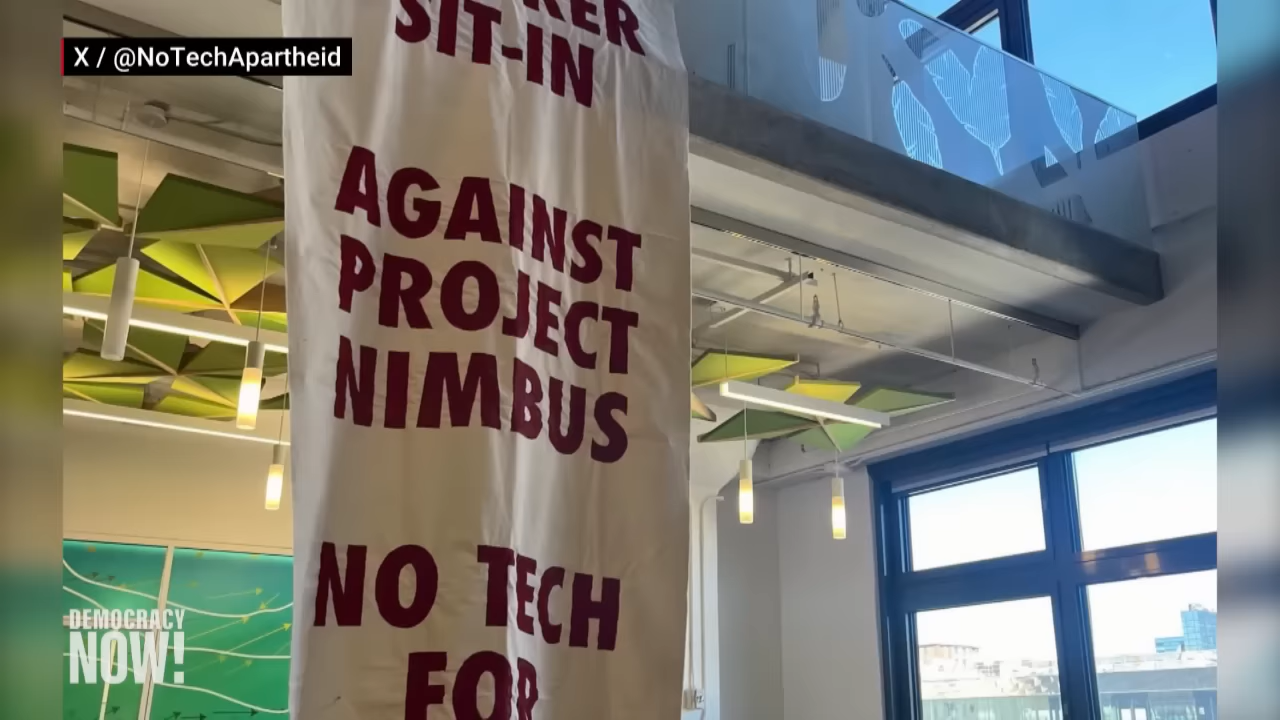 X / @NoTechApartheid
SIT-IN
AGAINST
PROJECT
NIMBUS
NO TECH
FOR
DEMOCRACY
NOW!